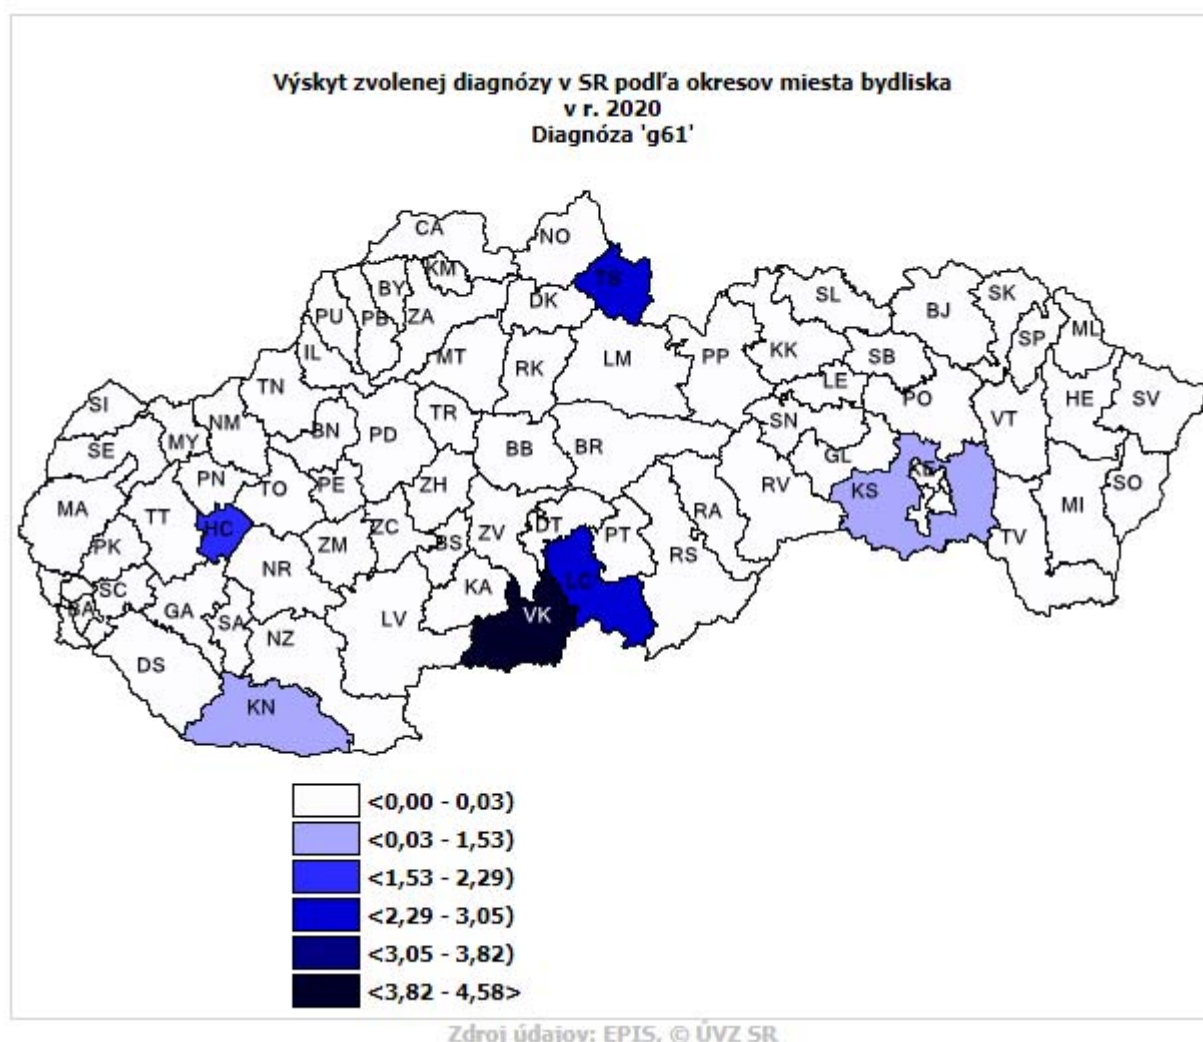 Výskyt zvolenej diagnózy v SR podľa okresov miesta bydliska
v r. 2020
Diagnóza 'g61'
CA
NO
KM
TS
BY
DK
PU
PB
ZA
SL
BJ
SK
ML
SP
IL
MT
RK
LM
PP
KK
SB
TN
LE
PO
HE
SV
SI
TR
NM
BN
PD
SN
VT
MY
SE
BB
BR
GL
KE
PN
TO
PE
ZH
RV
KS
SO
MA
TT
HC
ZC
ZV
DT
PT
RA
MI
PK
ZM
BS
RS
TV
NR
SC
KA
LC
BA
GA
SA
LV
VK
NZ
DS
KN
<0,00 - 0,03)
<0,03 - 1,53)
<1,53 - 2,29)
<2,29 - 3,05)
<3,05 - 3,82)
<3,82 - 4,58>
Zdroj údajov: EPIS, © ÚVZ SR